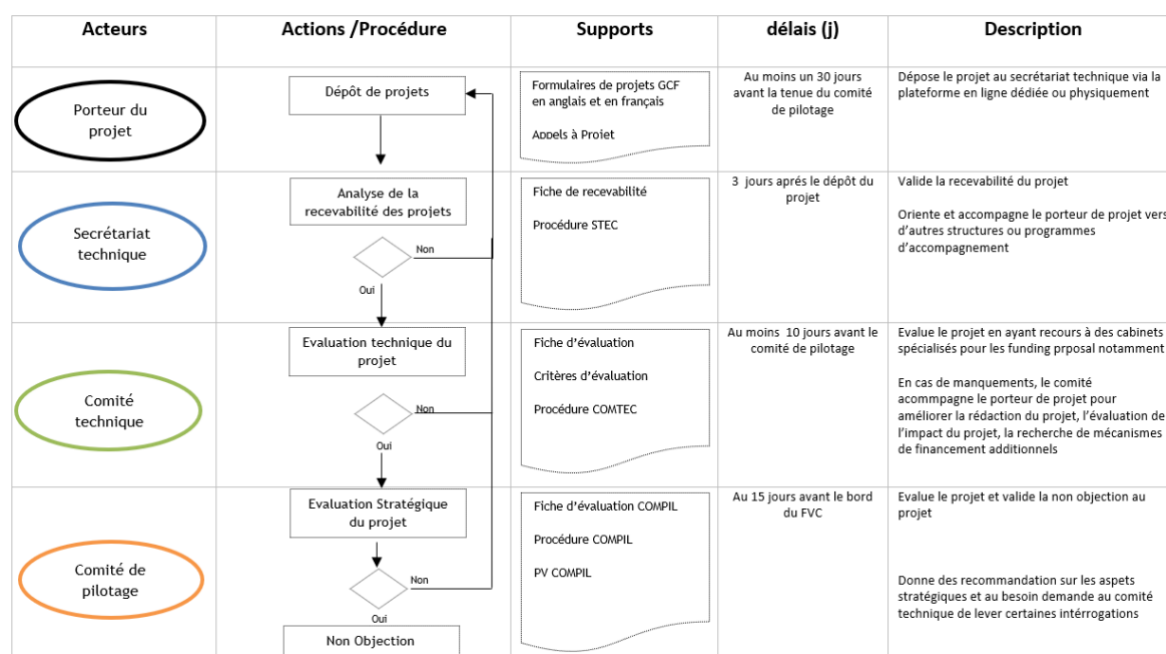 Acteurs
Actions /Procédure
Supports
délais (j)
Description
Porteur du
projet
Dépôt de projets
Formulaires de projets GCF
en anglais et en français
Appels à Projet
Au moins un 30 jours
avant la tenue du comité
de pilotage
Dépose le projet au secrétariat technique via la
plateforme en ligne dédiée ou physiquement
Secrétariat
technique
Analyse de la
recevabilité des projets
Non
Oui
Fiche de recevabilité
Procédure STEC
3 jours aprés le dépôt du
projet
Valide la recevabilité du projet
Oriente et accompagne le porteur de projet vers
d'autres structures ou programmes
d'accompagnement
Comité
technique
Evaluation technique du
projet
Non
Oui
Fiche d'évaluation
Critères d'évaluation
Procédure COMTEC
Au moins 10 jours avant le
comité de pilotage
Evalue le projet en ayant recours à des cabinets
spécialisés pour les funding prposal notamment
En cas de manquements, le comité
acommpagne le porteur de projet pour
améliorer la rédaction du projet, l'évaluation de
l'impact du projet, la recherche de mécanismes
de financement additionnels
Comité de
pilotage
Evaluation Stratégique
du projet
Non
Oui
Non Objection
Fiche d'évaluation COMPIL
Procédure COMPIL
PV COMPIL
Au 15 jours avant le bord
du FVC
Evalue le projet et valide la non objection au
projet
Donne des recommandation sur les aspets
stratégiques et au besoin demande au comité
technique de lever certaines intérrogations